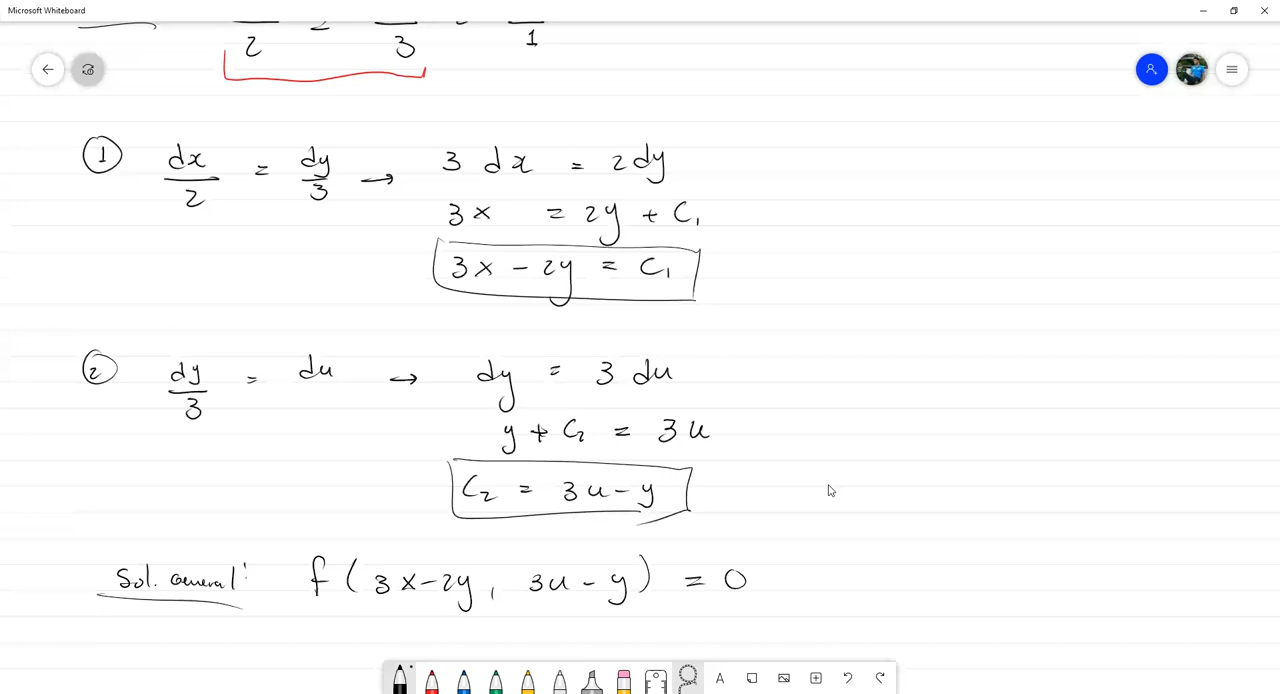 Microsoft Whiteboard
2 = 3 1
1 dx/2 = dy/3 → 3 dx = 2dy
3x = 2y + C₁
3x - 2y = C₁
2 dy/3 = du → dy = 3 du
y + C₂ = 3u
C₂ = 3u - y
Sol. general: f(3x-2y, 3u-y) = 0
A